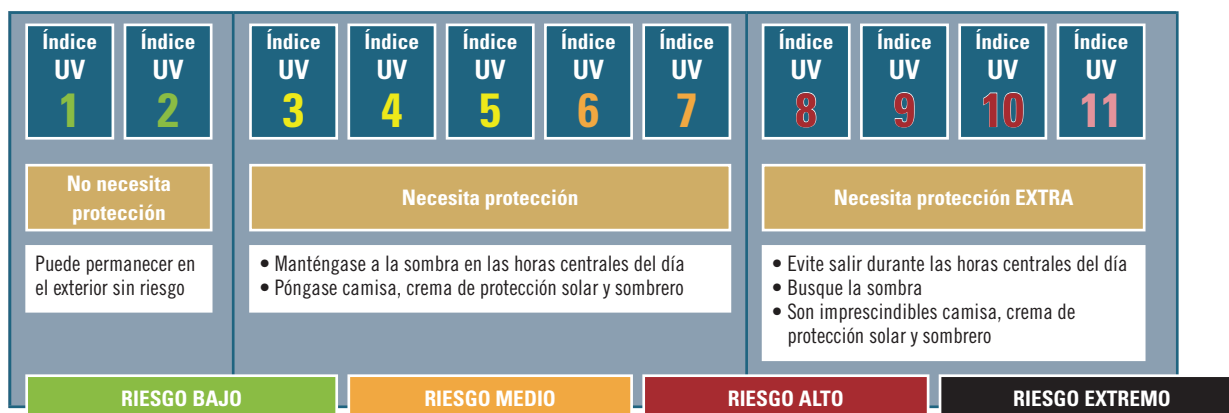 Índice
UV
1
Índice
UV
2
Índice
UV
3
Índice
UV
4
Índice
UV
5
Índice
UV
6
Índice
UV
7
Índice
UV
8
Índice
UV
9
Índice
UV
10
Índice
UV
11
No necesita
protección
Puede permanecer en
el exterior sin riesgo
Necesita protección
• Manténgase a la sombra en las horas centrales del día
• Póngase camisa, crema de protección solar y sombrero
Necesita protección EXTRA
• Evite salir durante las horas centrales del día
• Busque la sombra
• Son imprescindibles camisa, crema de
protección solar y sombrero
RIESGO BAJO
RIESGO MEDIO
RIESGO ALTO
RIESGO EXTREMO